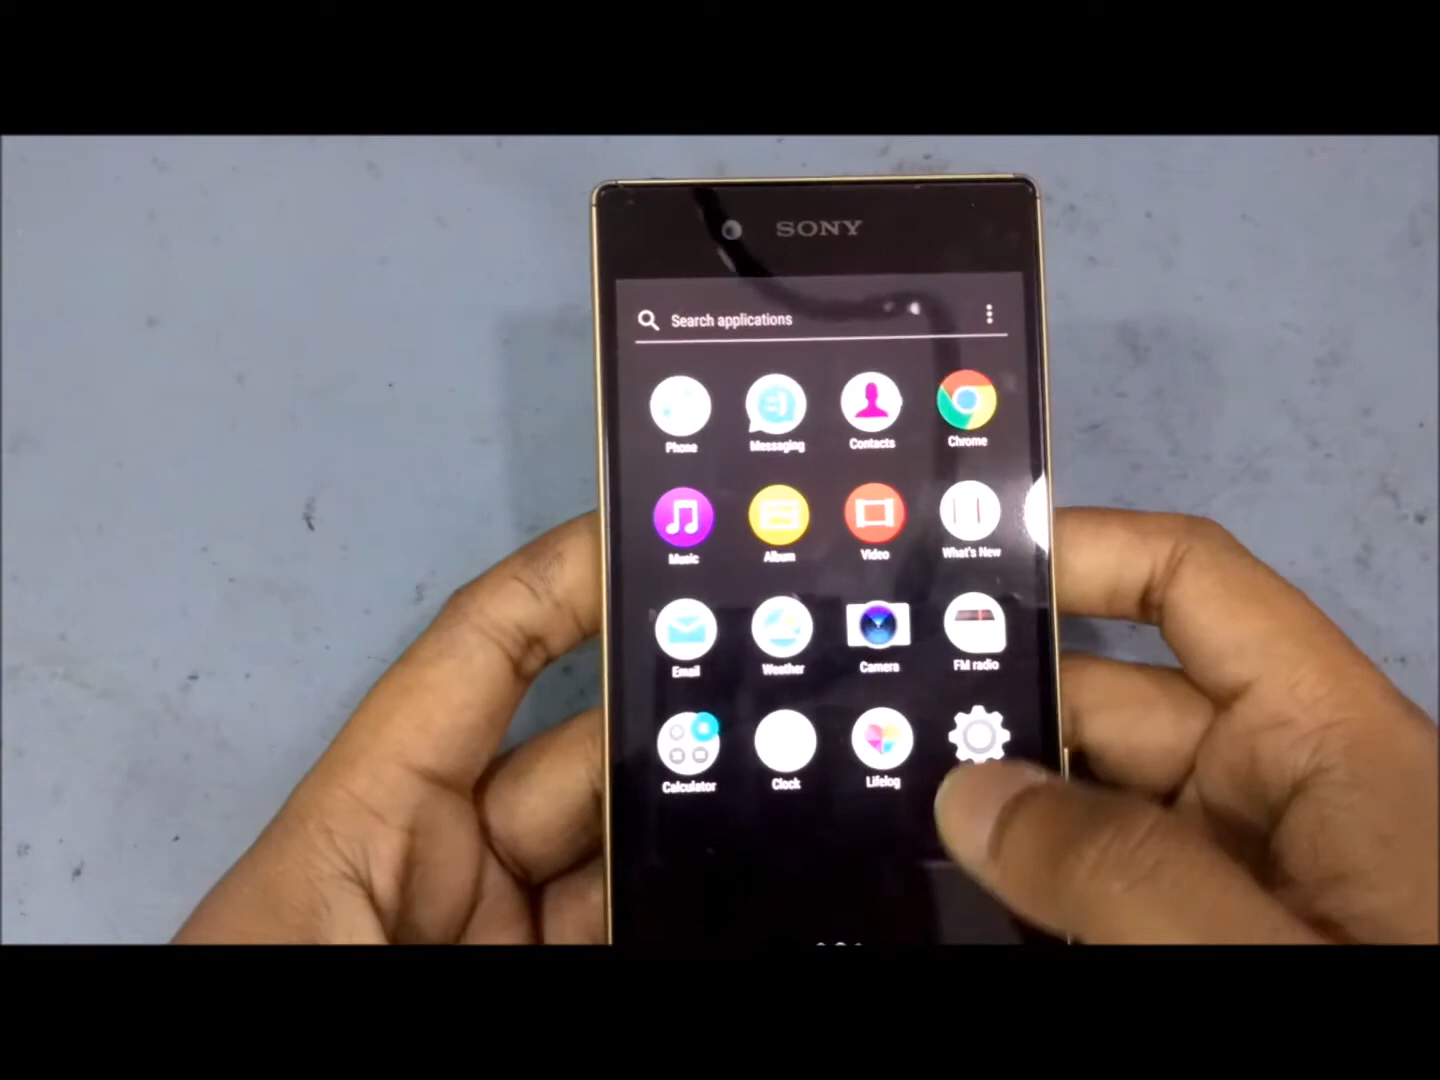 SONY
Search applications
Phone
Messaging
Contacts
Chrome
Music
Album
Video
What's New
Email
Weather
Camera
FM radio
Calculator
Clock
Lifelog